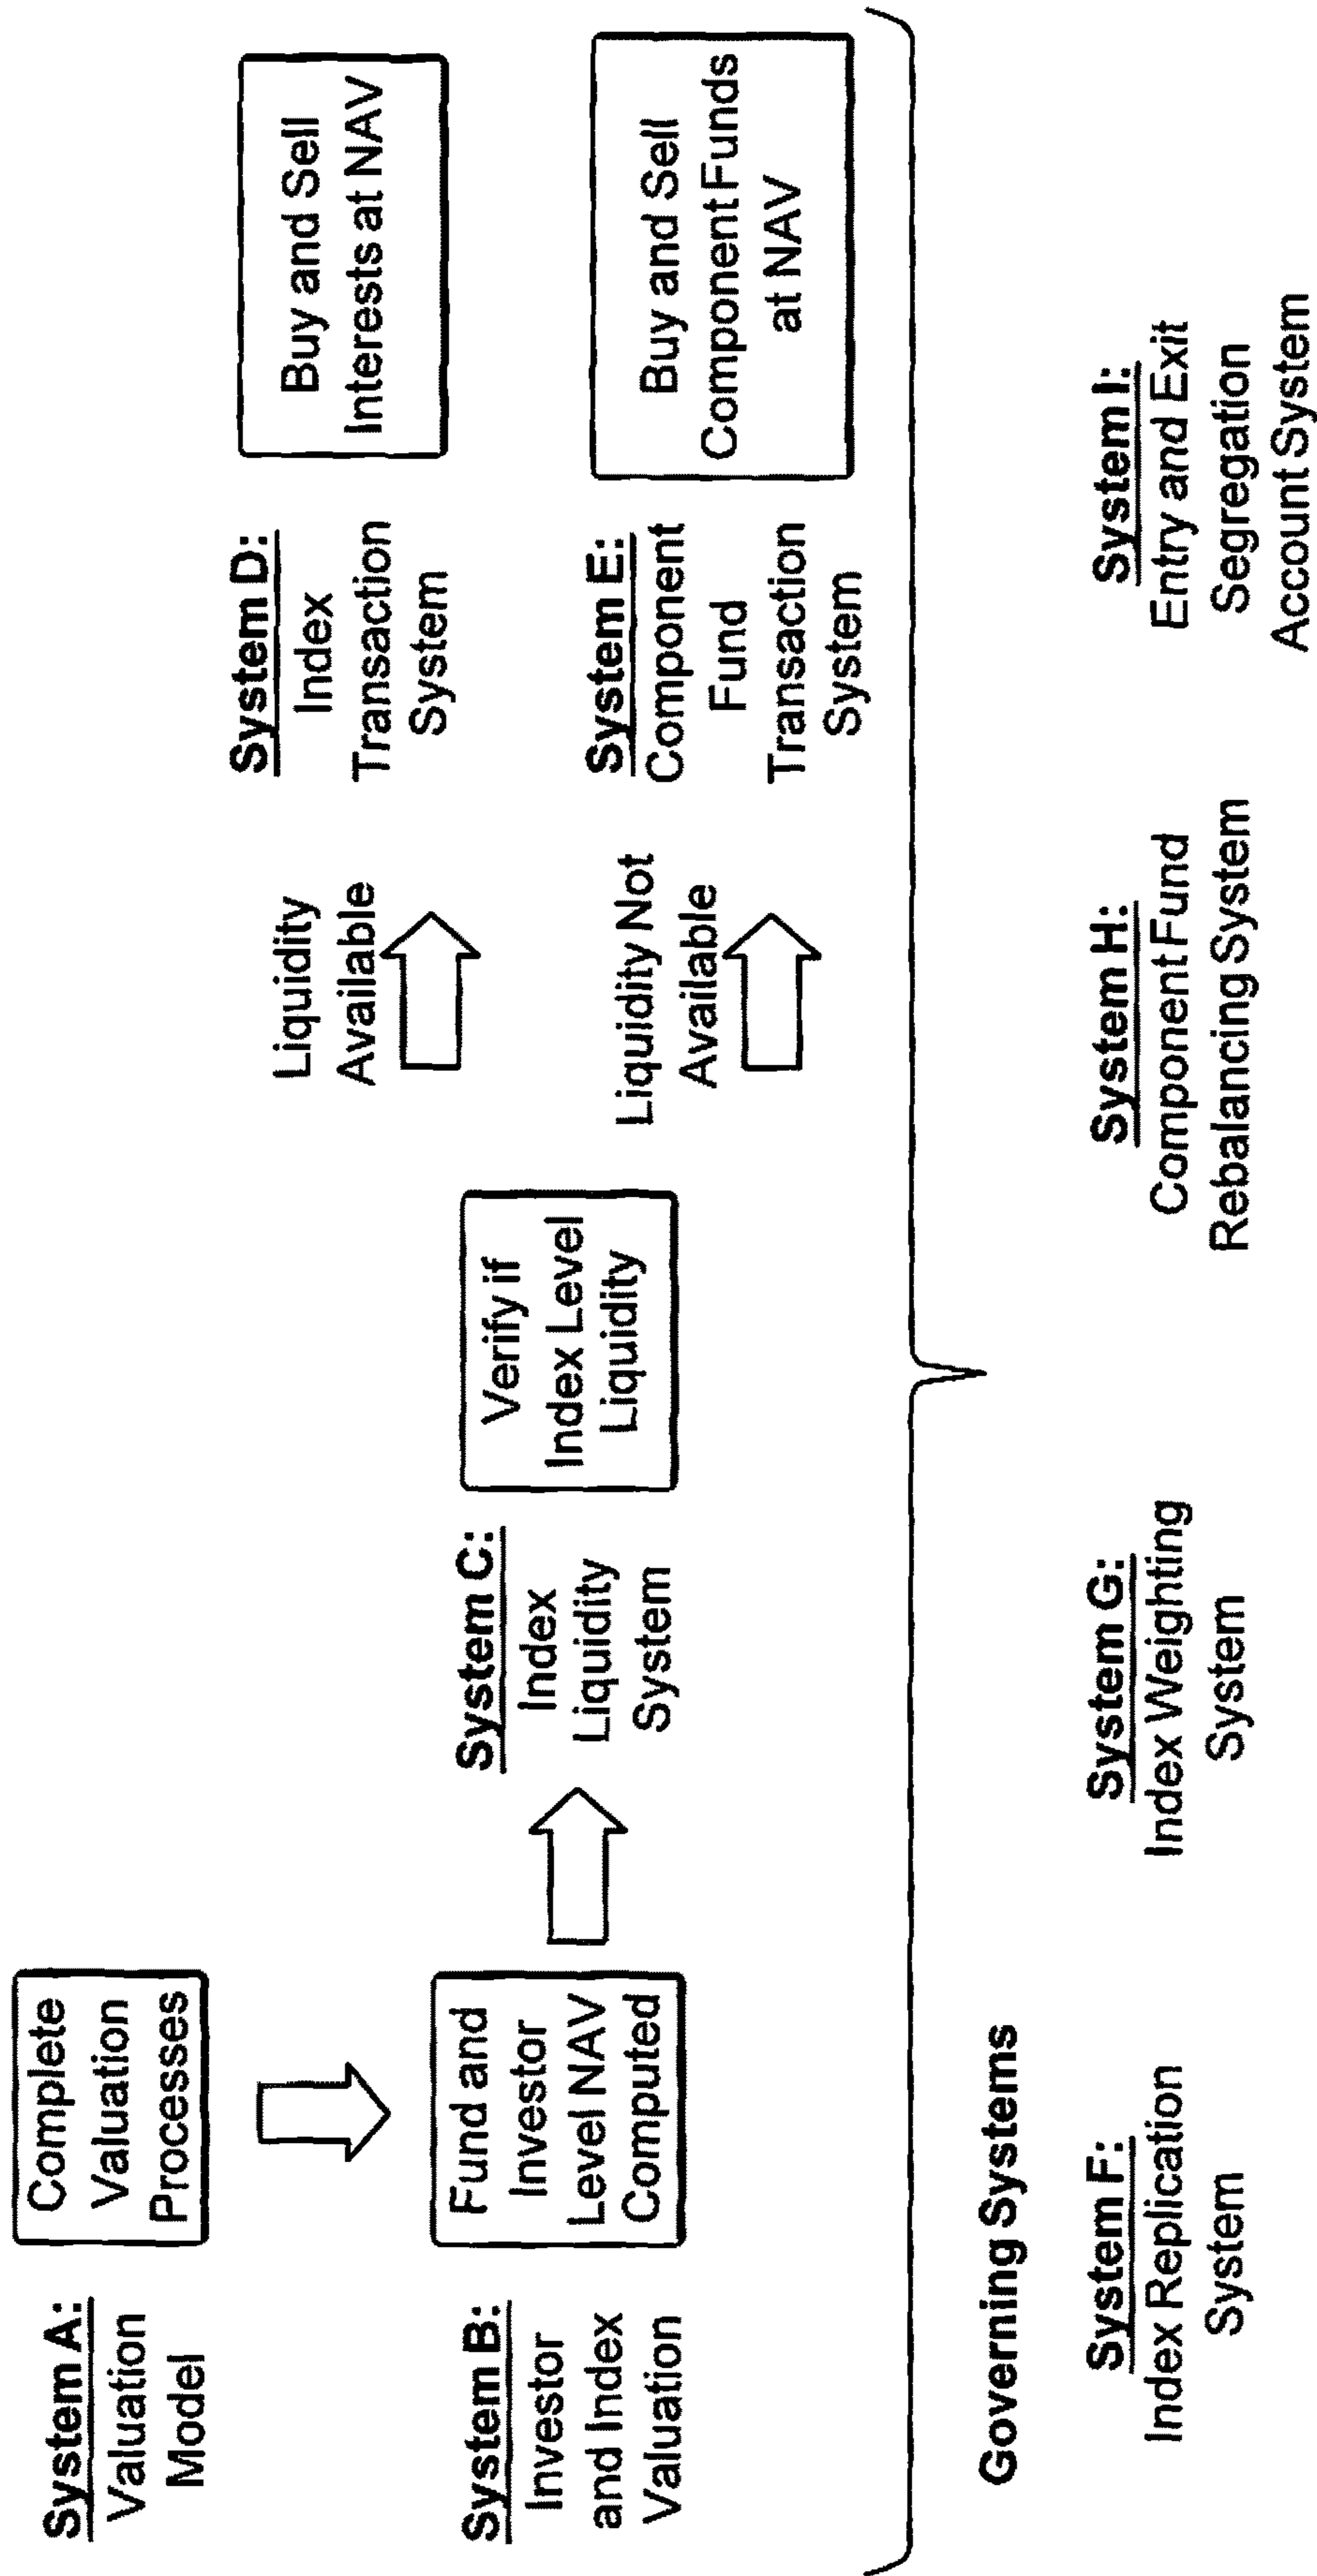 System A:
Valuation
Model
Complete
Valuation
Processes
System B:
Investor
and Index
Valuation
Fund and
Investor
Level NAV
Computed
System C:
Index
Liquidity
System
Verify if
Index Level
Liquidity
Liquidity
Available
System D:
Index
Transaction
System
Buy and Sell
Interests at NAV
Liquidity Not
Available
System E:
Component
Fund
Transaction
System
Buy and Sell
Component Funds
at NAV
Governing Systems
System F:
Index Replication
System
System G:
Index Weighting
System
System H:
Component Fund
Rebalancing System
System I:
Entry and Exit
Segregation
Account System